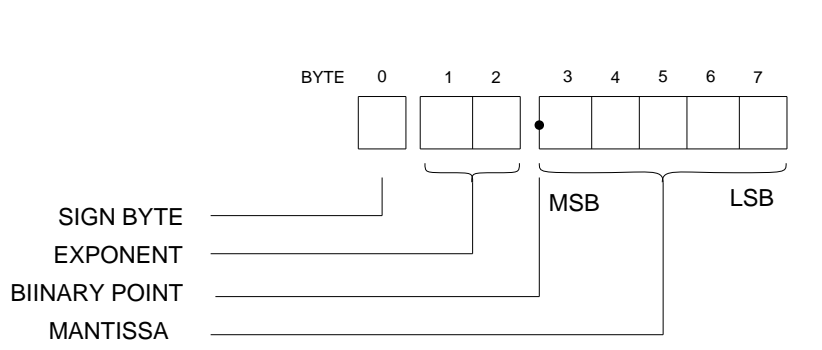 BYTE 0 1 2 3 4 5 6 7
MSB LSB
SIGN BYTE
EXPONENT
BIINARY POINT
MANTISSA